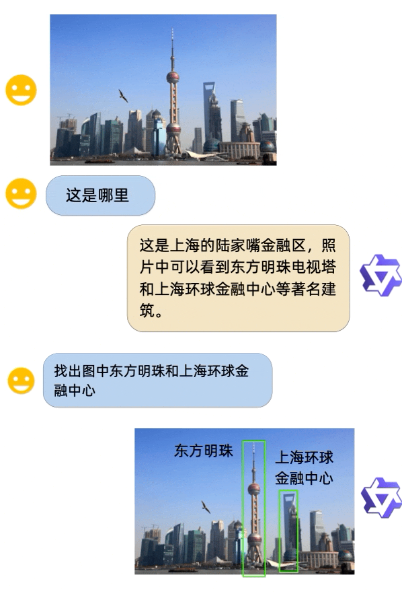 这是哪里
这是上海的陆家嘴金融区，照
片中可以看到东方明珠电视塔
和上海环球金融中心等著名建
筑。
找出图中东方明珠和上海环球金
融中心
东方明珠
上海环球
金融中心